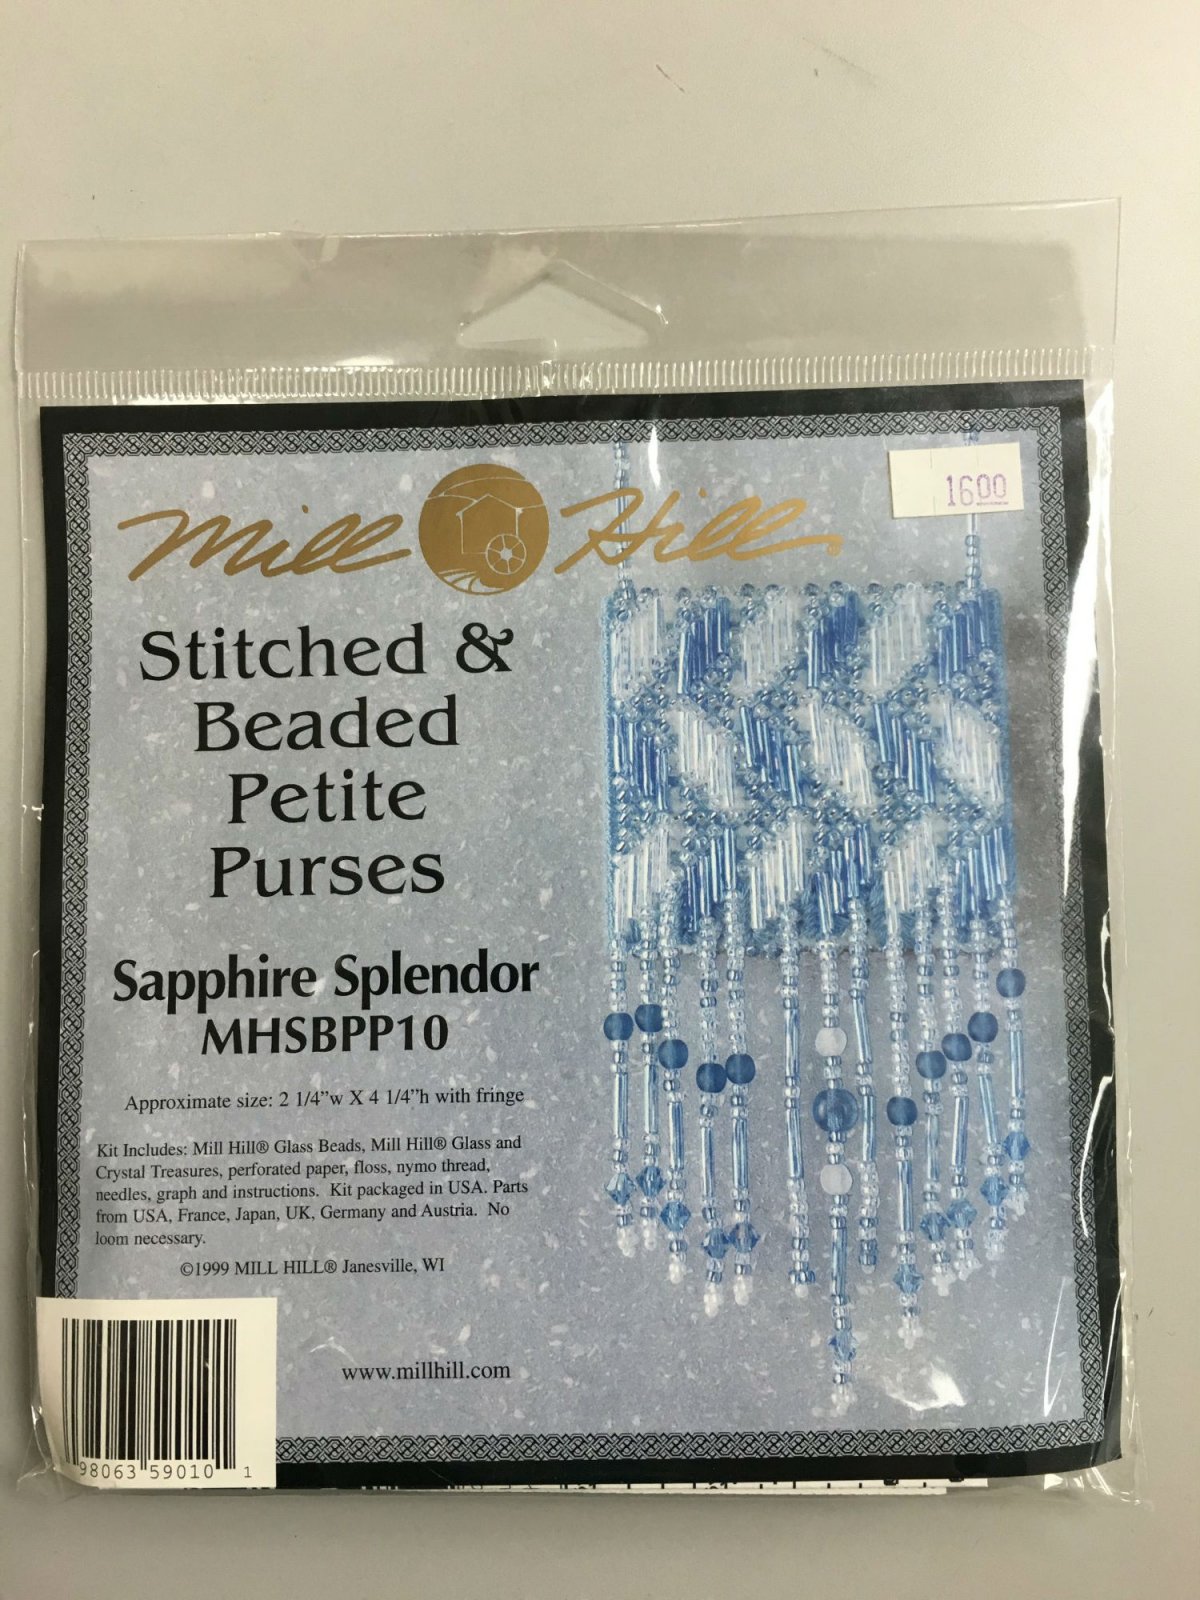 Mill Hill
1600
Stitched &
Beaded
Petite
Purses
Sapphire Splendor
MHSBPP10
Approximate size: 2 1/4”w X 4 1/4”h with fringe
Kit Includes: Mill Hill® Glass Beads, Mill Hill® Glass and
Crystal Treasures, perforated paper, floss, nymo thread,
needles, graph and instructions. Kit packaged in USA. Parts
from USA, France, Japan, UK, Germany and Austria. No
loom necessary.
©1999 MILL HILL® Janesville, WI
www.millhill.com
98063 59010 1